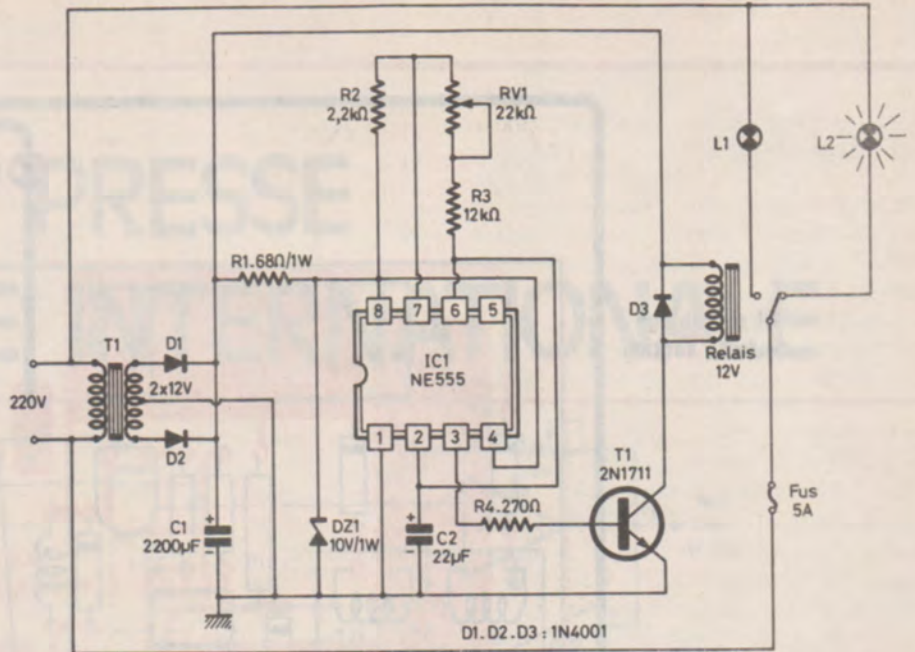 R2
2,2kΩ
RV1
22kΩ
L1
L2
R3
12kΩ
R1.68Ω/1W
8
7
6
5
D3
T1
D1
IC1
NE555
Relais
12V
2x12V
220V
D2
1
2
3
4
T1
2N1711
R4.270Ω
Fus
5A
+
C1
2200µF
-
DZ1
10V/1W
+
C2
22µF
-
D1.D2.D3: 1N4001